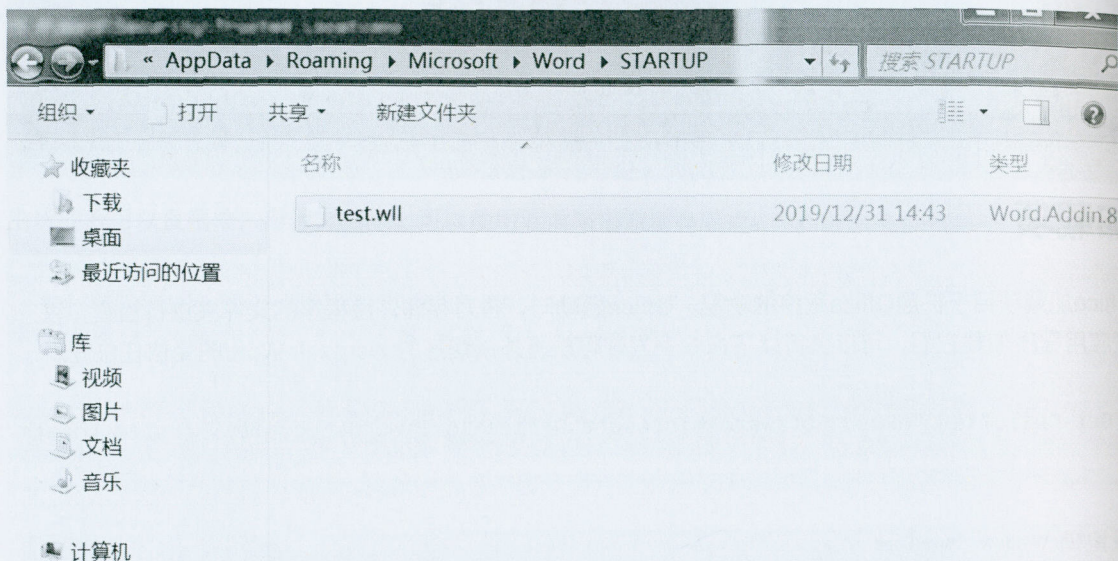 « AppData ▸ Roaming ▸ Microsoft ▸ Word ▸ STARTUP
搜索 STARTUP
组织 打开 共享 新建文件夹
名称 修改日期 类型
test.wll 2019/12/31 14:43 Word.Addin.8
收藏夹
下载
桌面
最近访问的位置
库
视频
图片
文档
音乐
计算机